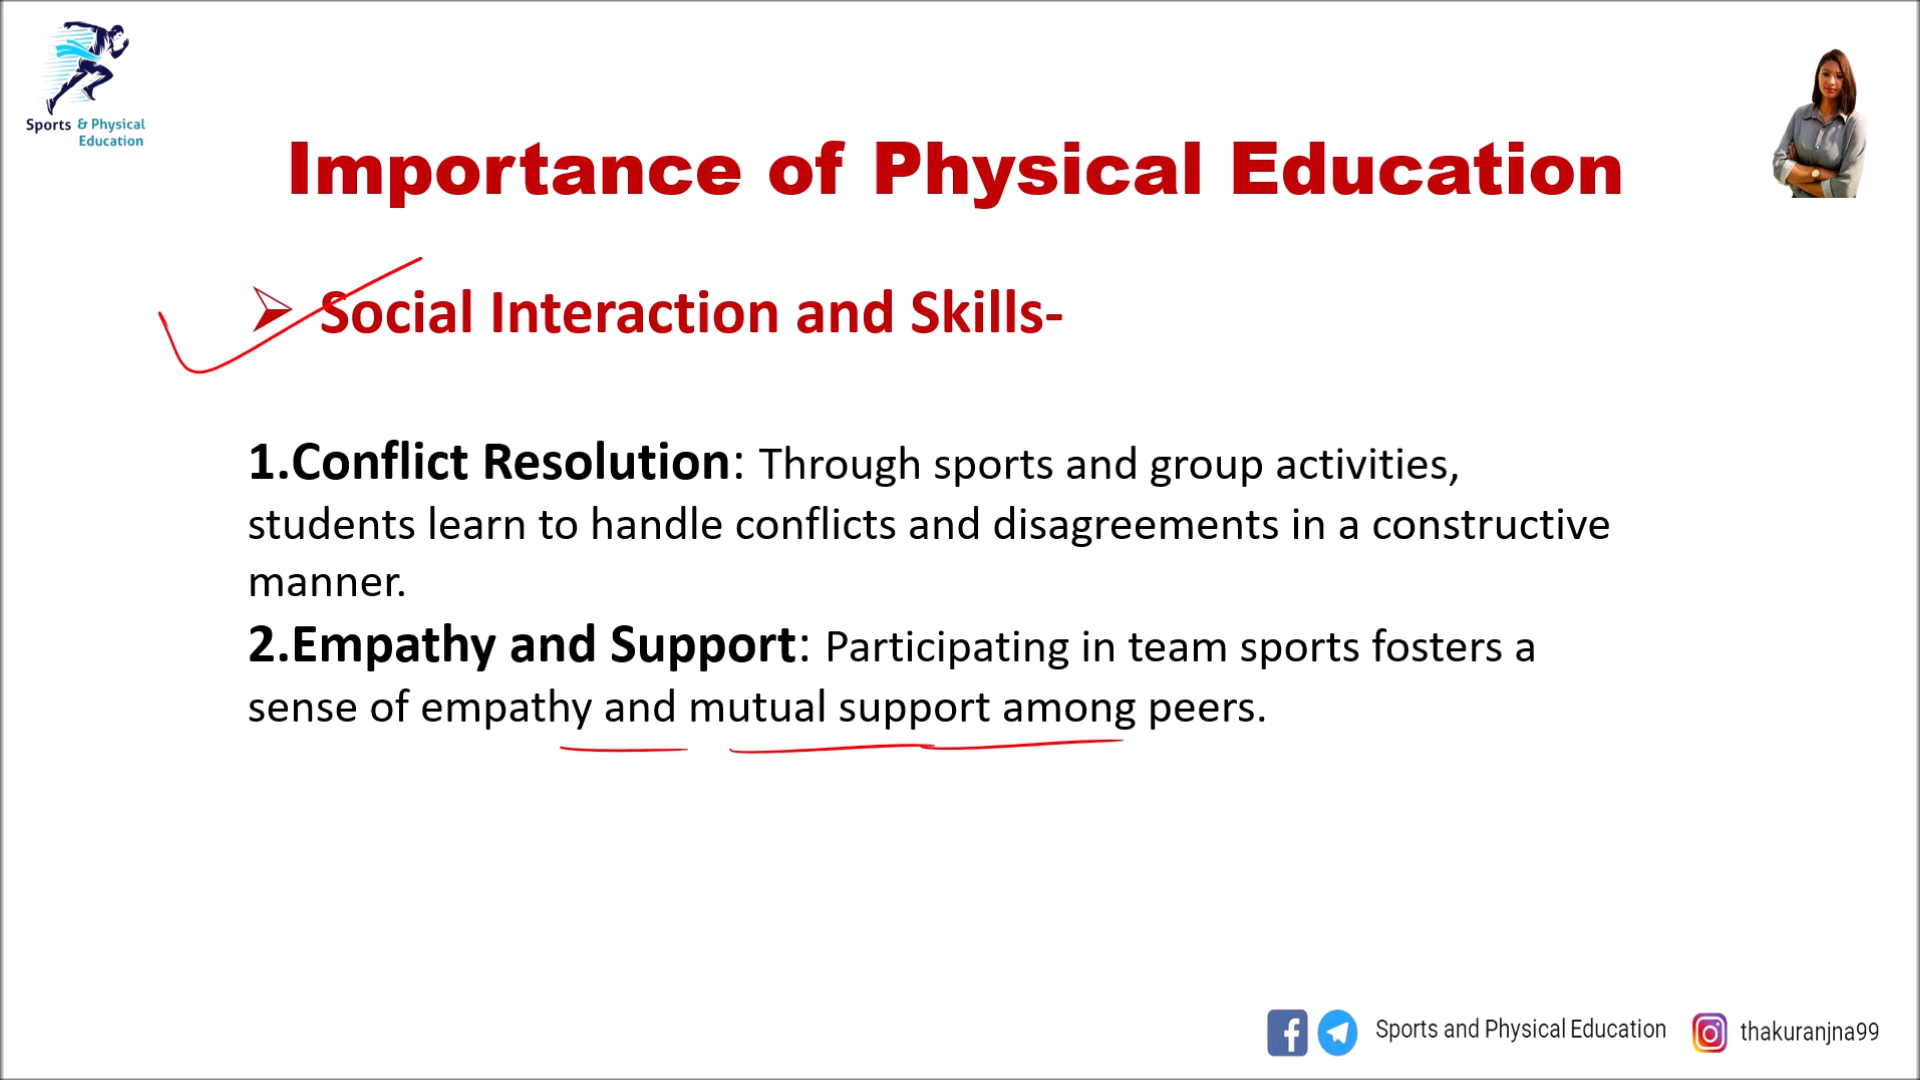 Sports & Physical
Education
Importance of Physical Education
Social Interaction and Skills-
1.Conflict Resolution: Through sports and group activities,
students learn to handle conflicts and disagreements in a constructive
manner.
2.Empathy and Support: Participating in team sports fosters a
sense of empathy and mutual support among peers.
Sports and Physical Education
thakuranjna99